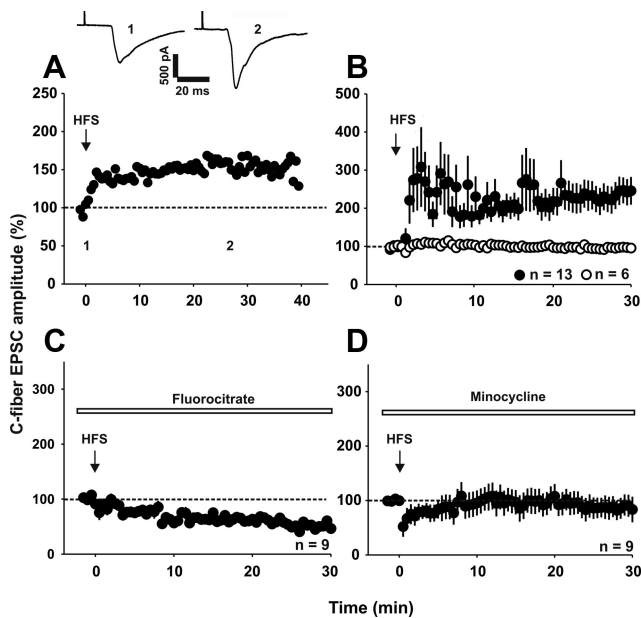 1
2
500 pA
20 ms
A
B
C-fiber EPSC amplitude (%)
250
200
150
100
50
0
HFS
1
2
0
10
20
30
40
500
400
300
200
100
0
HFS
n = 13
n = 6
0
10
20
30
C
D
300
200
100
0
Fluorocitrate
HFS
n = 9
0
10
20
30
300
200
100
0
Minocycline
HFS
n = 9
0
10
20
30
Time (min)